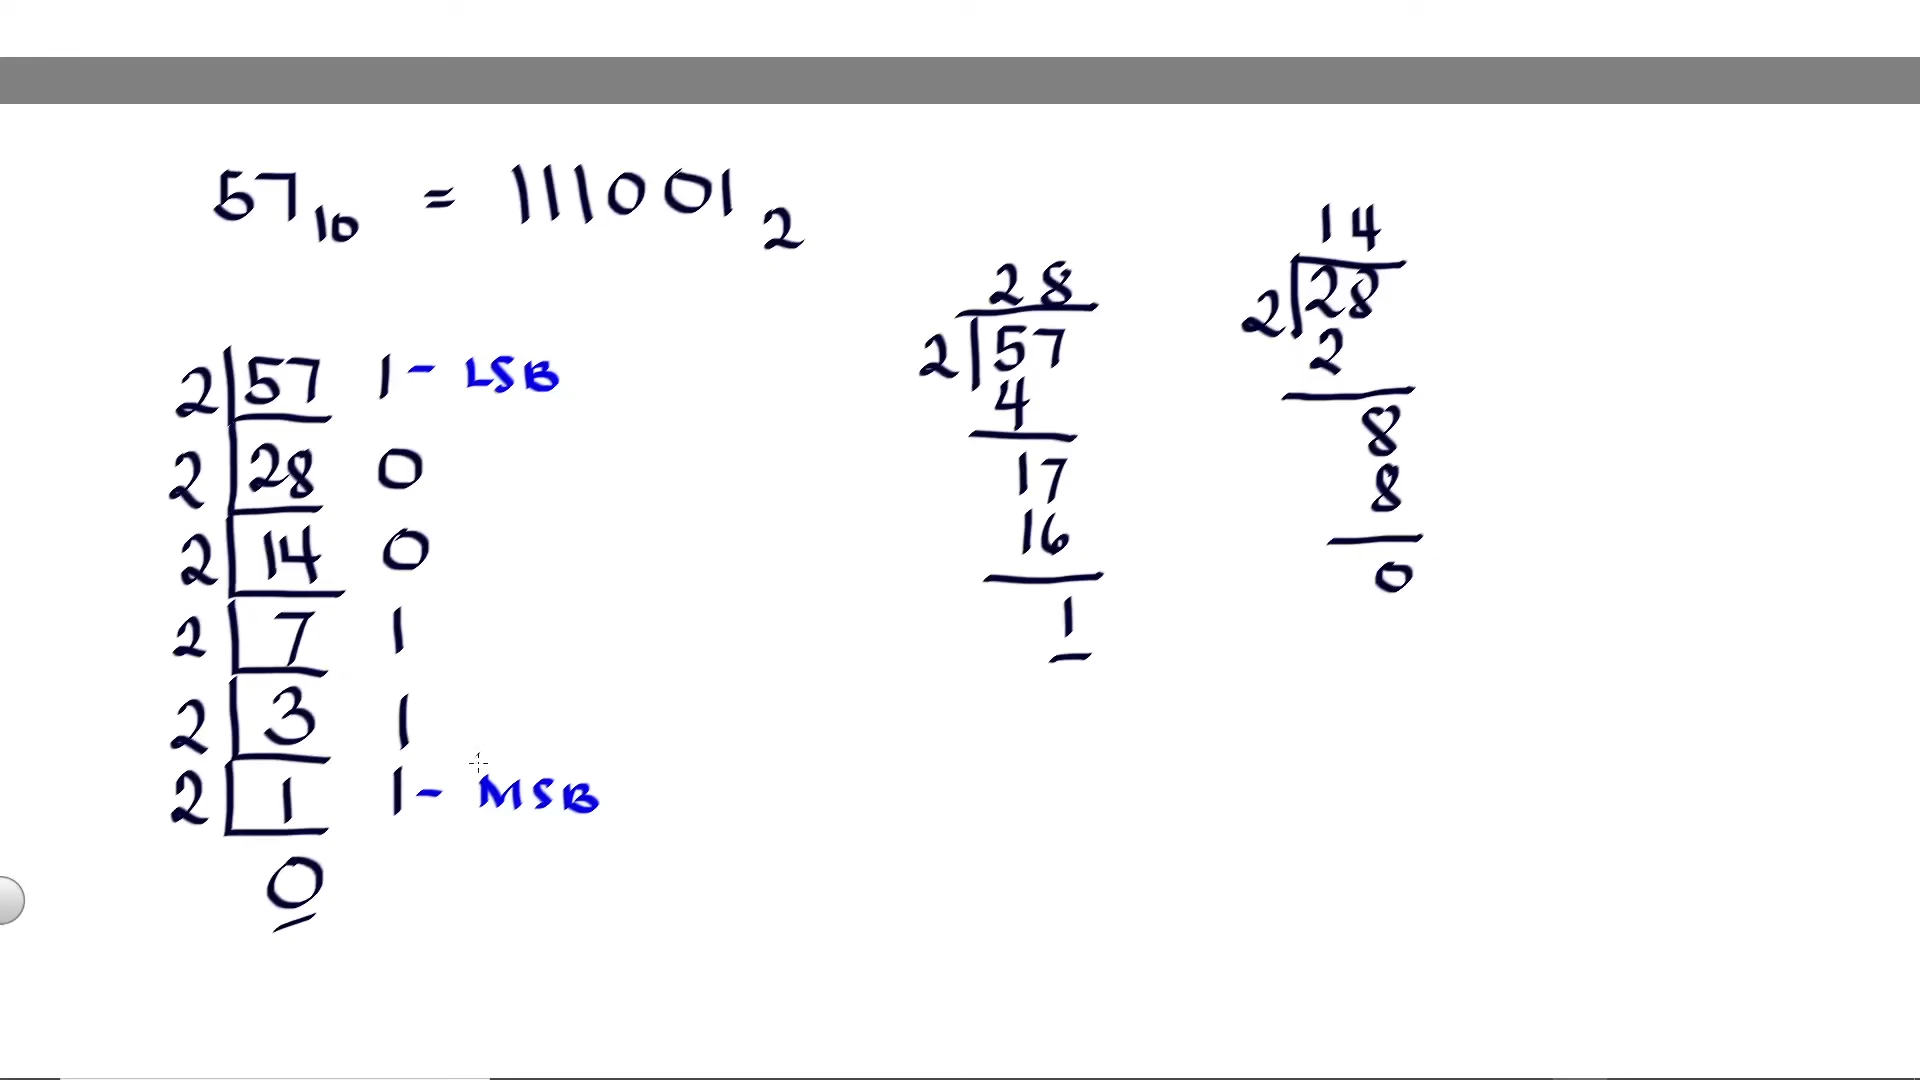 57₁₀ = 111001₂
2 57 1 - LSB
2 28 0
2 14 0
2 7 1
2 3 1
2 1 1 - MSB
0
28
2 57
4
17
16
1
14
2 28
2
8
8
0